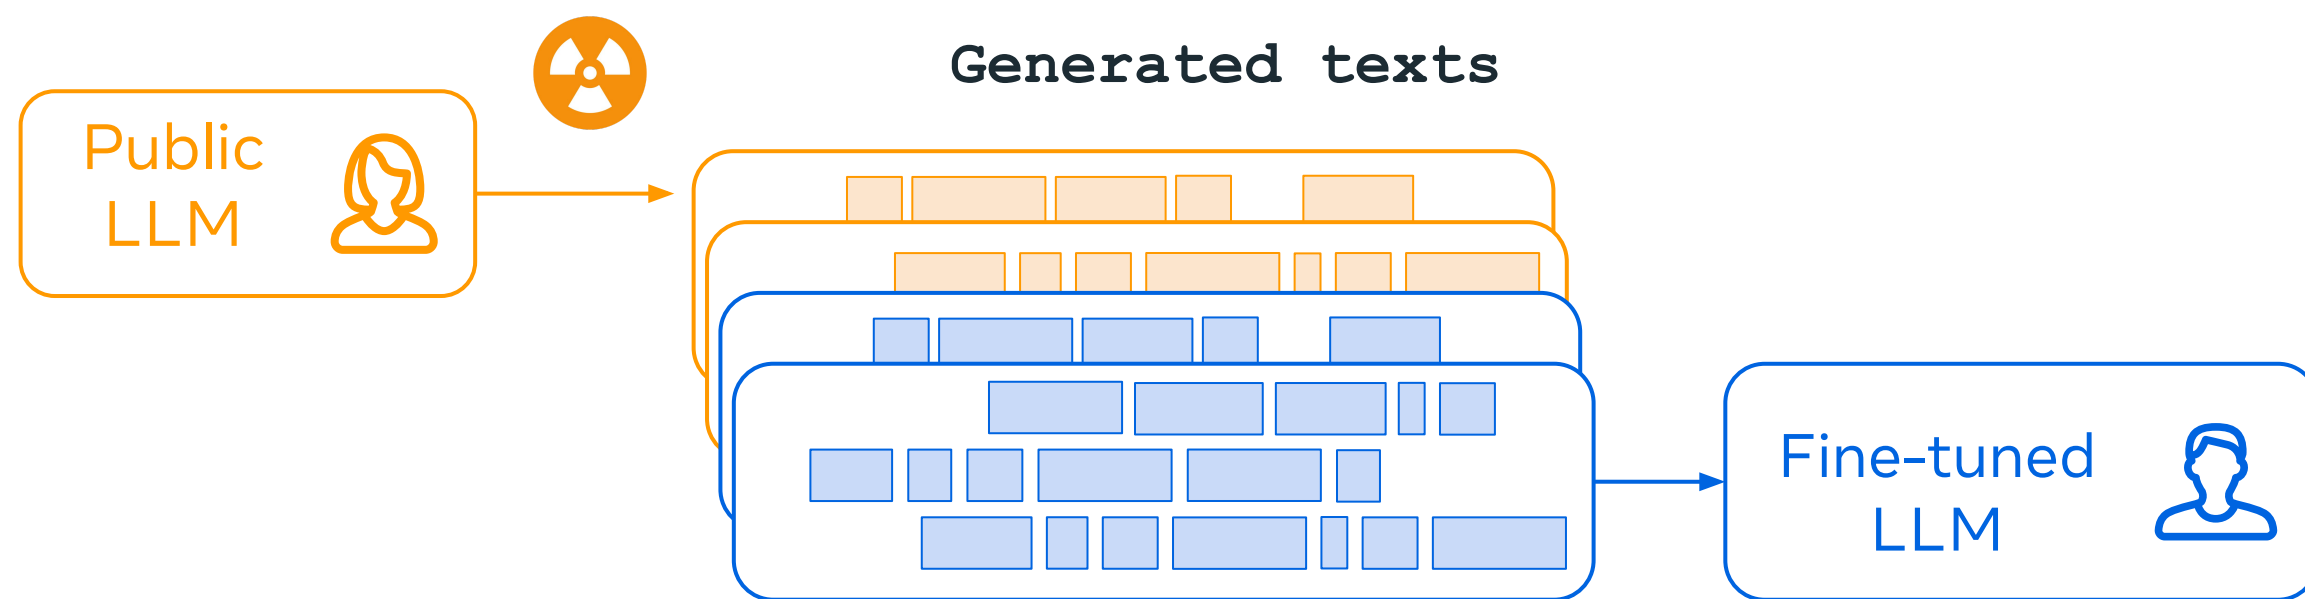 Generated texts
Public
LLM
Fine-tuned
LLM